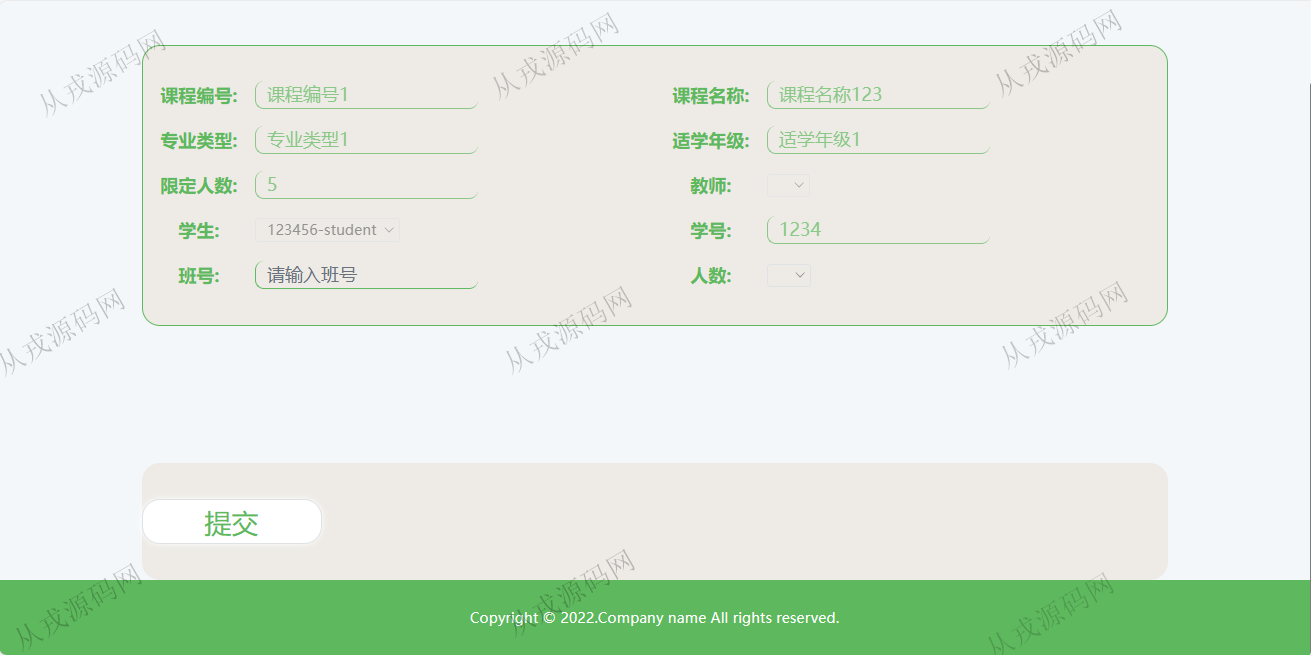 从戎源码网 从戎源码网 从戎源码网
课程编号: 课程编号1 课程名称: 课程名称123
专业类型: 专业类型1 适学年级: 适学年级1
限定人数: 5 教师:
学生: 123456-student 学号: 1234
班号: 请输入班号 人数:
从戎源码网 从戎源码网 从戎源码网
提交
从戎源码网 从戎源码网 从戎源码网
Copyright © 2022.Company name All rights reserved.